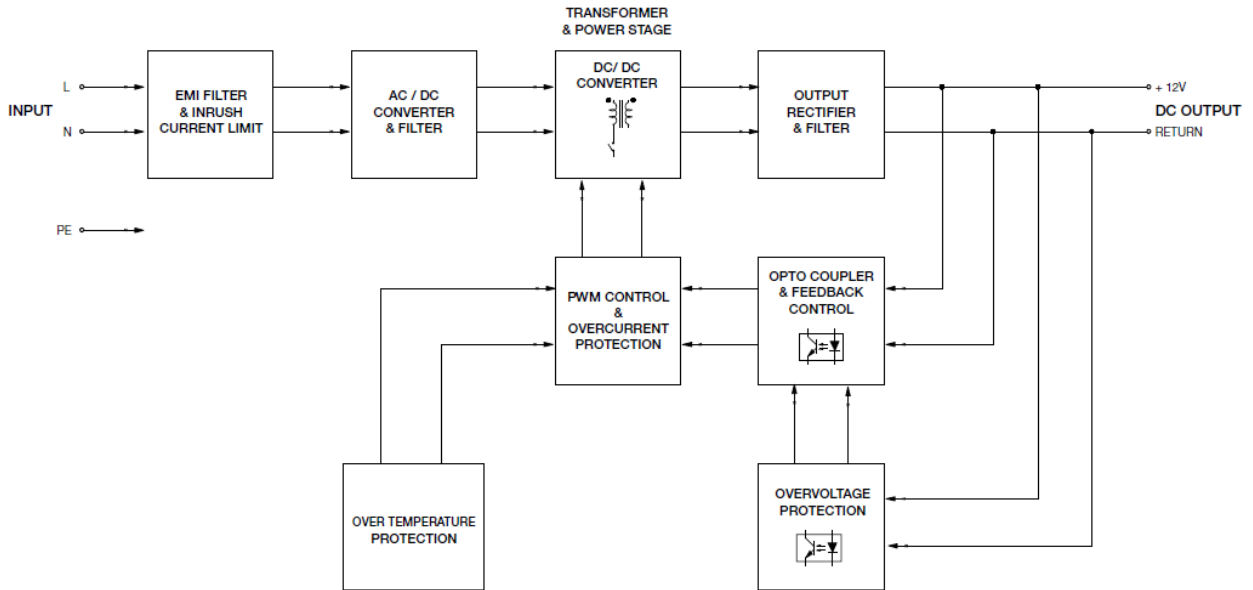 TRANSFORMER
& POWER STAGE
INPUT
L
N
PE
EMI FILTER
& INRUSH
CURRENT LIMIT
AC / DC
CONVERTER
& FILTER
DC/ DC
CONVERTER
OUTPUT
RECTIFIER
& FILTER
+ 12V
DC OUTPUT
RETURN
PWM CONTROL
&
OVERCURRENT
PROTECTION
OPTO COUPLER
& FEEDBACK
CONTROL
OVER TEMPERATURE
PROTECTION
OVERVOLTAGE
PROTECTION